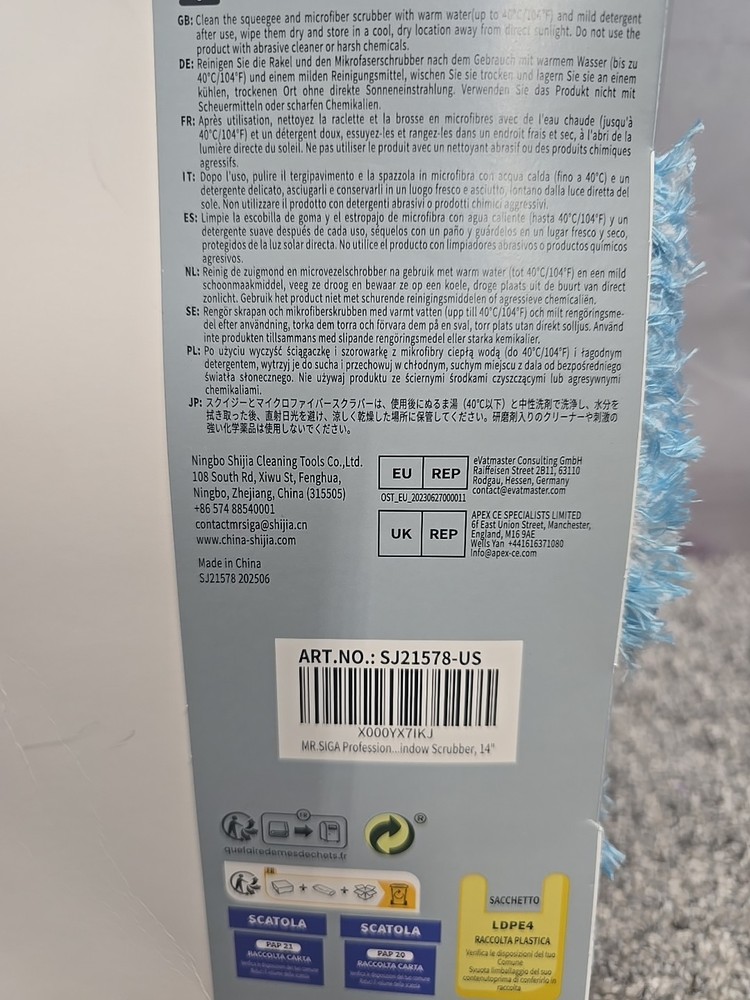 GB: Clean the squeegee and microfiber scrubber with warm water(up to 40°C/104°F) and mild detergent
after use, wipe them dry and store in a cool, dry location away from direct sunlight. Do not use the
product with abrasive cleaner or harsh chemicals.
DE: Reinigen Sie die Rakel und den Mikrofaserschrubber nach dem Gebrauch mit warmem Wasser (bis zu
40°C/104°F) und einem milden Reinigungsmittel, wischen Sie sie trocken und lagern Sie sie an einem
kühlen, trockenen Ort ohne direkte Sonneneinstrahlung. Verwenden Sie das Produkt nicht mit
Scheuermitteln oder scharfen Chemikalien.
FR: Après utilisation, nettoyez la raclette et la brosse en microfibres avec de l'eau chaude (jusqu'à
40°C/104°F) et un détergent doux, essuyez-les et rangez-les dans un endroit frais et sec, à l'abri de la
lumière directe du soleil. Ne pas utiliser le produit avec un nettoyant abrasif ou des produits chimiques
agressifs.
IT: Dopo l'uso, pulire il tergipavimento e la spazzola in microfibra con acqua calda (fino a 40°C) e un
detergente delicato, asciugarli e conservarli in un luogo fresco e asciutto, lontano dalla luce diretta del
sole. Non utilizzare il prodotto con detergenti abrasivi o prodotti chimici aggressivi.
ES: Limpie la escobilla de goma y el estropajo de microfibra con agua caliente (hasta 40°C/104°F) y un
detergente suave después de cada uso, séquelos con un paño y guárdelos en un lugar fresco y seco,
protegidos de la luz solar directa. No utilice el producto con limpiadores abrasivos o productos químicos
agresivos.
NL: Reinig de zuigmond en microvezelschrobber na gebruik met warm water (tot 40°C/104°F) en een mild
schoonmaakmiddel, veeg ze droog en bewaar ze op een koele, droge plaats uit de buurt van direct
zonlicht. Gebruik het product niet met schurende reinigingsmiddelen of agressieve chemicaliën.
SE: Rengör skrapan och mikrofiberskrubben med varmt vatten (upp till 40°C/104°F) och milt rengöringsme-
del efter användning, torka dem torra och förvara dem på en sval, torr plats utan direkt solljus. Använd
inte produkten tillsammans med slipande rengöringsmedel eller starka kemikalier.
PL: Po użyciu wyczyść ściągaczkę i szorowarkę z mikrofibry ciepłą wodą (do 40°C/104°F) i łagodnym
detergentem, wytrzyj je do sucha i przechowuj w chłodnym, suchym miejscu z dala od bezpośredniego
światła słonecznego. Nie używaj produktu ze ściernymi środkami czyszczącymi lub agresywnymi
chemikaliami.
JP: スクイジーとマイクロファイバースクラバーは、使用後にぬるま湯（40℃以下）と中性洗剤で洗浄し、水分を
拭き取った後、直射日光を避け、涼しく乾燥した場所に保管してください。研磨剤入りのクリーナーや刺激の
強い化学薬品は使用しないでください。
Ningbo Shijia Cleaning Tools Co.,Ltd.
108 South Rd, Xiwu St, Fenghua,
Ningbo, Zhejiang, China (315505)
+86 574 88540001
contactmrsiga@shijia.cn
www.china-shijia.com
Made in China
SJ21578 202506
EU REP
OST_EU_20230627000011
eVatmaster Consulting GmbH
Raiffeisen Street 2B11, 63110
Rodgau, Hessen, Germany
contact@evatmaster.com
UK REP
APEX CE SPECIALISTS LIMITED
6f East Union Street, Manchester,
England, M16 9AE
Wells Yan +441616371080
Info@apex-ce.com
ART.NO.: SJ21578-US
X000YX7IKJ
MR.SIGA Profession...indow Scrubber, 14"
quefairedemesdechets.fr
®
FR
SCATOLA
PAP 21
RACCOLTA CARTA
SCATOLA
PAP 20
RACCOLTA CARTA
SACCHETTO
LDPE4
RACCOLTA PLASTICA
Verifica le disposizioni del tuo
Comune
Svuota limballaggio del suo
contenutoprima di conferirlo in
raccolta